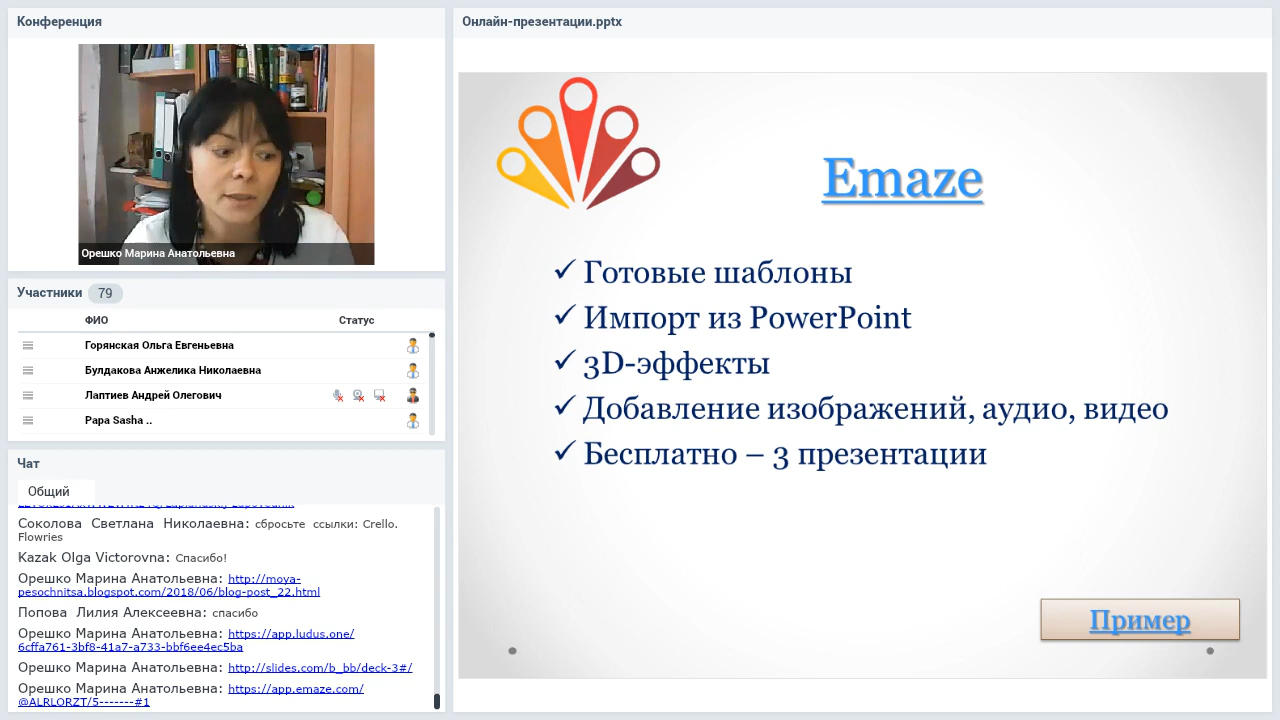 Конференция
Орешко Марина Анатольевна
Участники 79
ФИО Статус
Горянская Ольга Евгеньевна
Булдакова Анжелика Николаевна
Лаптиев Андрей Олегович
Papa Sasha ..
Чат
Общий
Соколова Светлана Николаевна: сбросьте ссылки: Crello.
Flowries
Kazak Olga Victorovna: Спасибо!
Орешко Марина Анатольевна: http://moya-
pesochnitsa.blogspot.com/2018/06/blog-post_22.html
Попова Лилия Алексеевна: спасибо
Орешко Марина Анатольевна: https://app.ludus.one/
6cffa761-3bf8-41a7-a733-bbf6ee4ec5ba
Орешко Марина Анатольевна: http://slides.com/b_bb/deck-3#/
Орешко Марина Анатольевна: https://app.emaze.com/
@ALRLORZT/5-------#1
Онлайн-презентации.pptx
Emaze
✓ Готовые шаблоны
✓ Импорт из PowerPoint
✓ 3D-эффекты
✓ Добавление изображений, аудио, видео
✓ Бесплатно – 3 презентации
Пример